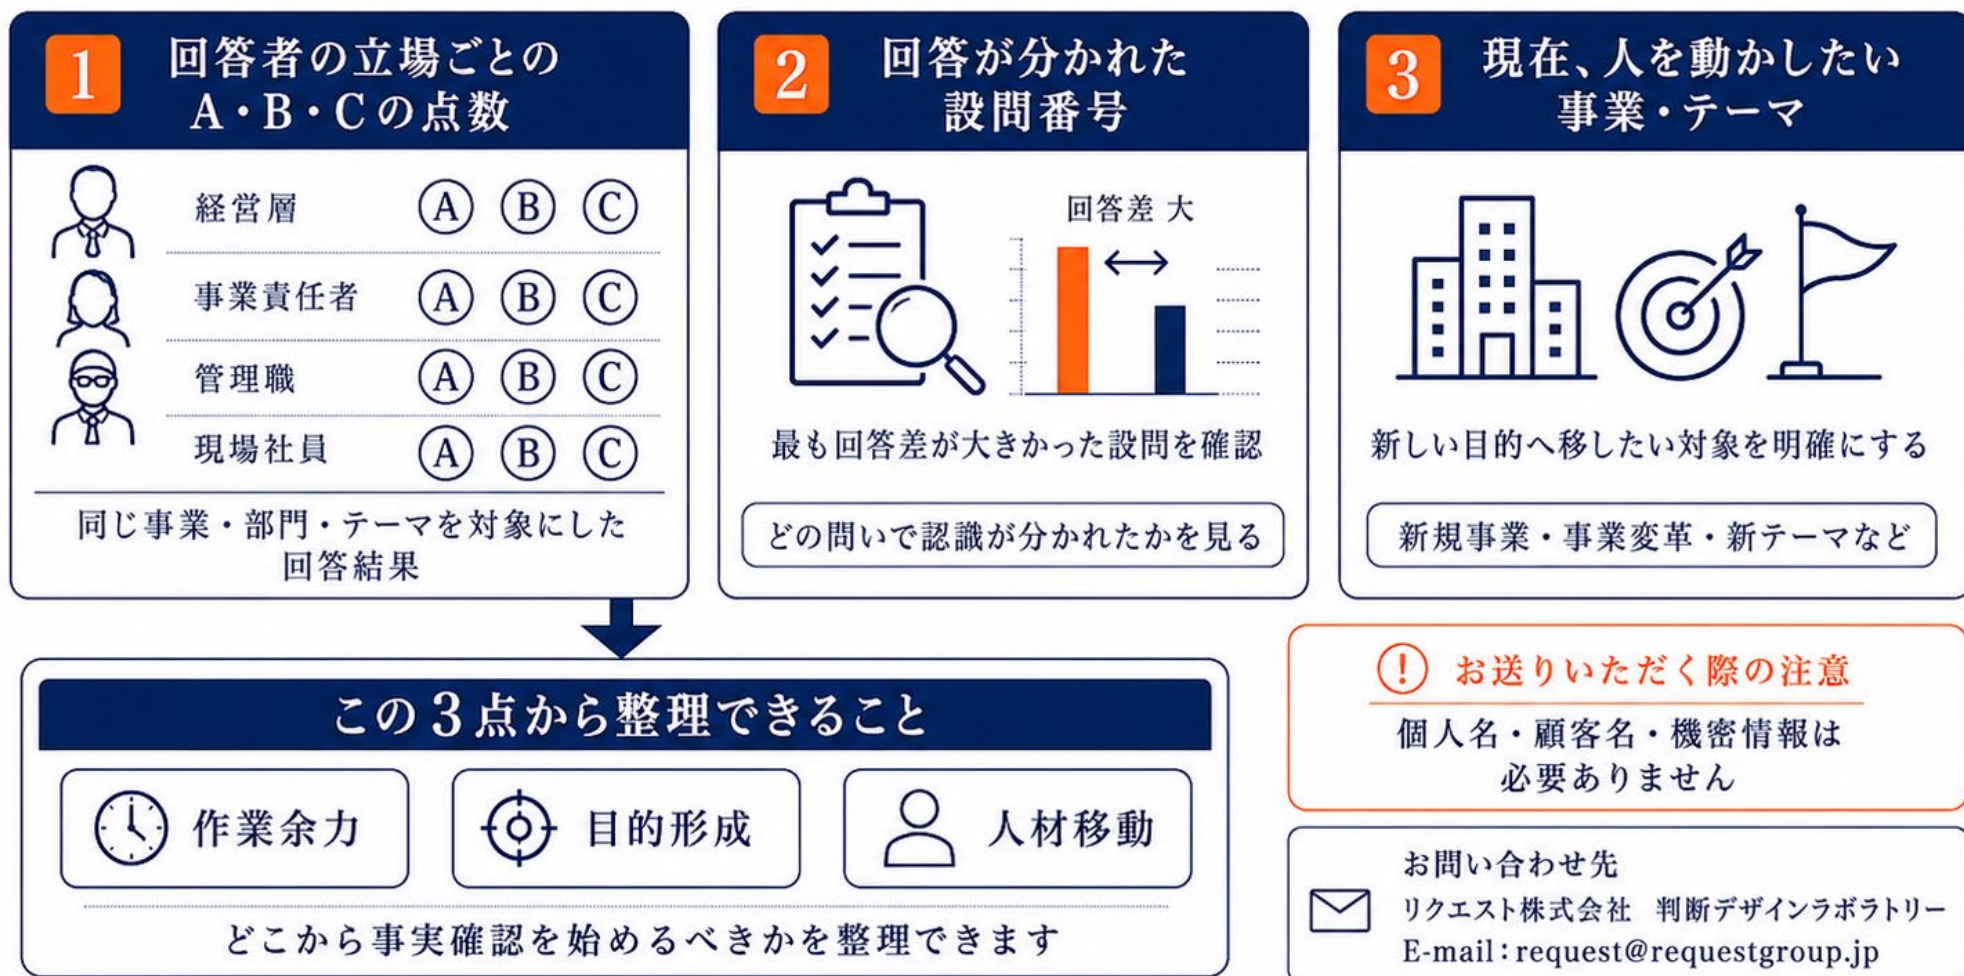 1
回答者の立場ごとの
A・B・Cの点数
経営層 A B C
事業責任者 A B C
管理職 A B C
現場社員 A B C
同じ事業・部門・テーマを対象にした
回答結果
2
回答が分かれた
設問番号
回答差 大
最も回答差が大きかった設問を確認
どの問いで認識が分かれたかを見る
3
現在、人を動かしたい
事業・テーマ
新しい目的へ移したい対象を明確にする
新規事業・事業変革・新テーマなど
この3点から整理できること
作業余力
目的形成
人材移動
どこから事実確認を始めるべきかを整理できます
! お送りいただく際の注意
個人名・顧客名・機密情報は
必要ありません
お問い合わせ先
リクエスト株式会社 判断デザインラボラトリー
E-mail：request@requestgroup.jp